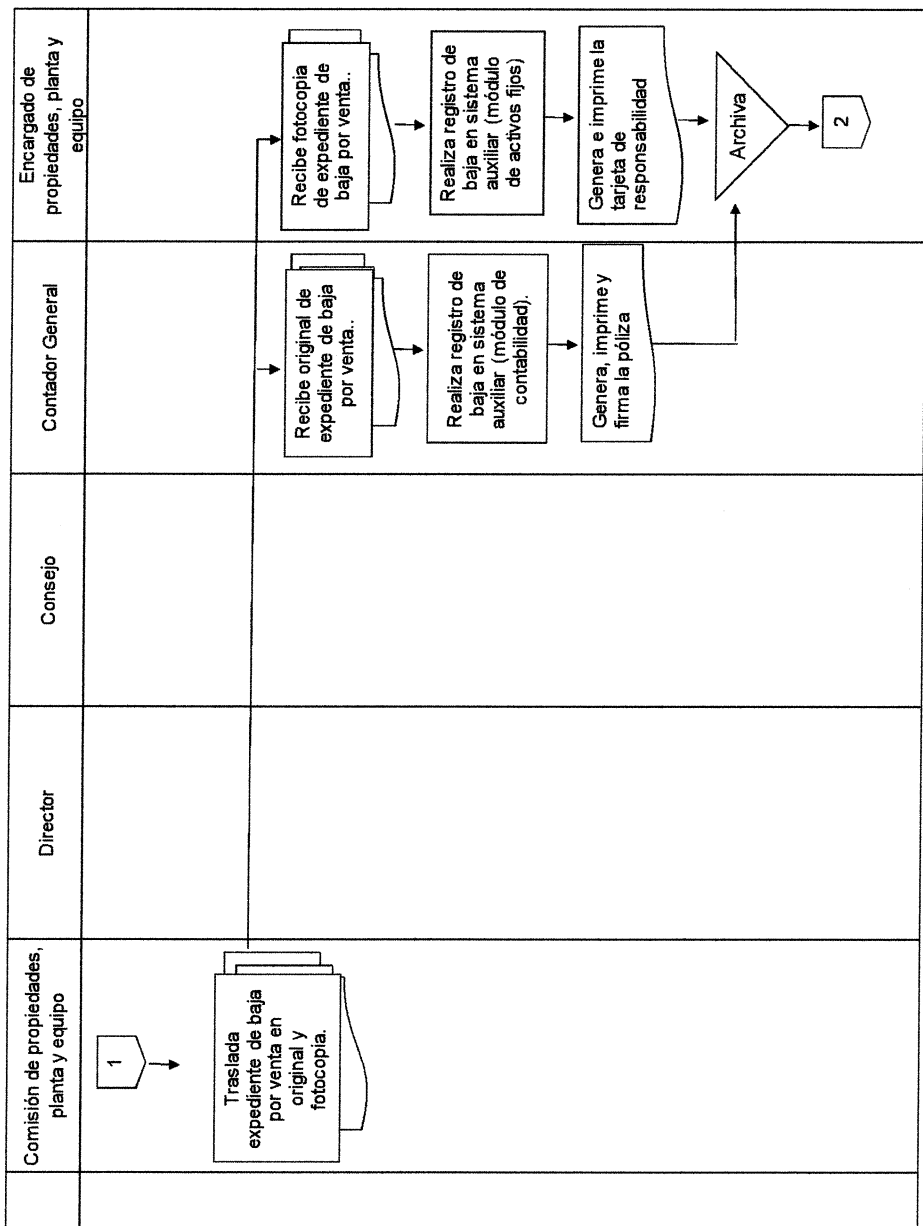 Comisión de propiedades,
planta y equipo
Director
Consejo
Contador General
Encargado de
propiedades, planta y
equipo
1
Traslada
expediente de baja
por venta en
original y
fotocopia.
Recibe original de
expediente de baja
por venta..
Realiza registro de
baja en sistema
auxiliar (módulo de
contabilidad).
Genera, imprime y
firma la póliza
Recibe fotocopia
de expediente de
baja por venta..
Realiza registro de
baja en sistema
auxiliar (módulo
de activos fijos)
Genera e imprime la
tarjeta de
responsabilidad
Archiva
2